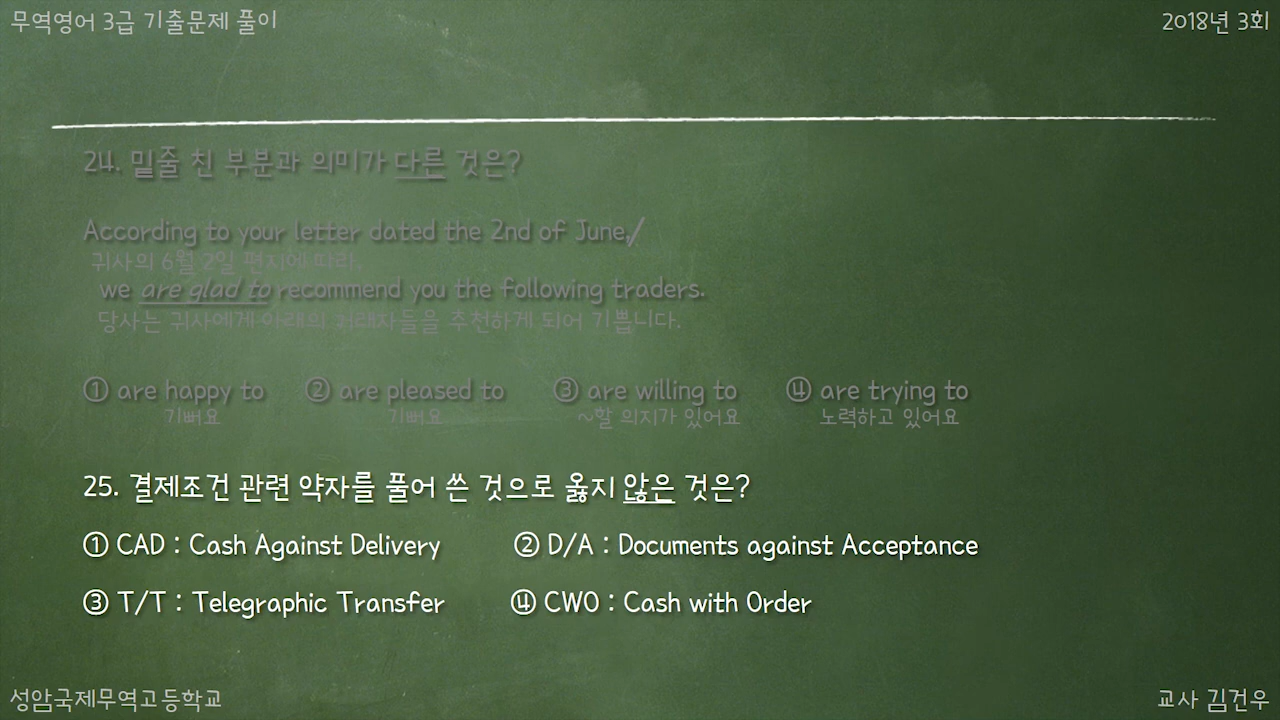 무역영어 3급 기출문제 풀이
2018년 3회
24. 밑줄 친 부분과 의미가 다른 것은?
According to your letter dated the 2nd of June,/
귀사의 6월 2일 편지에 따라,
we are glad to recommend you the following traders.
당사는 귀사에게 아래의 거래자들을 추천하게 되어 기쁩니다.
① are happy to ② are pleased to ③ are willing to ④ are trying to
기뻐요 기뻐요 ~할 의지가 있어요 노력하고 있어요
25. 결제조건 관련 약자를 풀어 쓴 것으로 옳지 않은 것은?
① CAD : Cash Against Delivery ② D/A : Documents against Acceptance
③ T/T : Telegraphic Transfer ④ CWO : Cash with Order
성암국제무역고등학교
교사 김건우